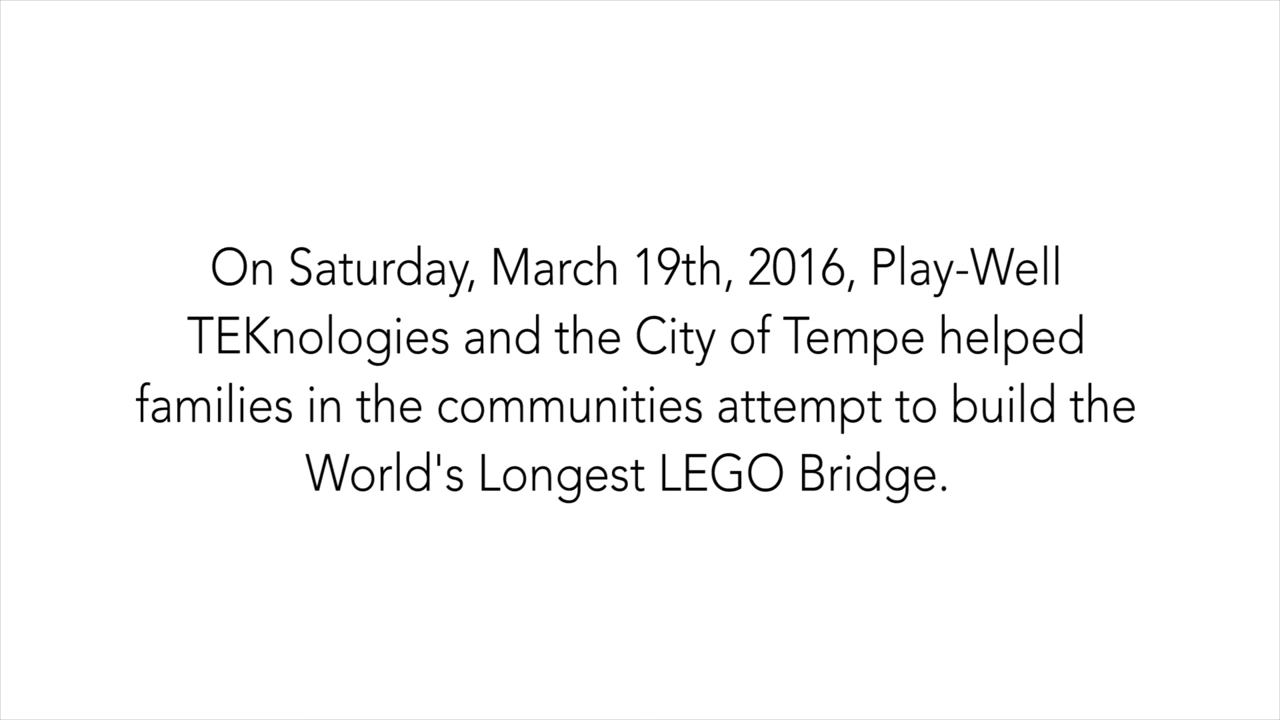 On Saturday, March 19th, 2016, Play-Well
TEKnologies and the City of Tempe helped
families in the communities attempt to build the
World's Longest LEGO Bridge.